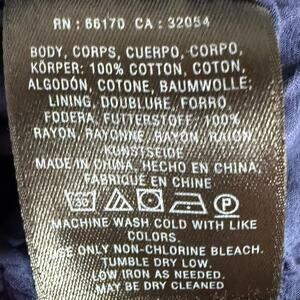 RN : 66170 CA : 32054
BODY, CORPS, CUERPO, CORPO,
KÖRPER: 100% COTTON, COTON,
ALGODÓN, COTONE, BAUMWOLLE;
LINING, DOUBLURE, FORRO,
FODERA, FUTTERSTOFF: 100%
RAYON, RAYONNE, RAYÓN, RAION
KUNSTSEIDE
MADE IN CHINA, HECHO EN CHINA,
FABRIQUÉ EN CHINE
30 P
MACHINE WASH COLD WITH LIKE
COLORS.
USE ONLY NON-CHLORINE BLEACH.
TUMBLE DRY LOW.
LOW IRON AS NEEDED.
MAY BE DRY CLEANED